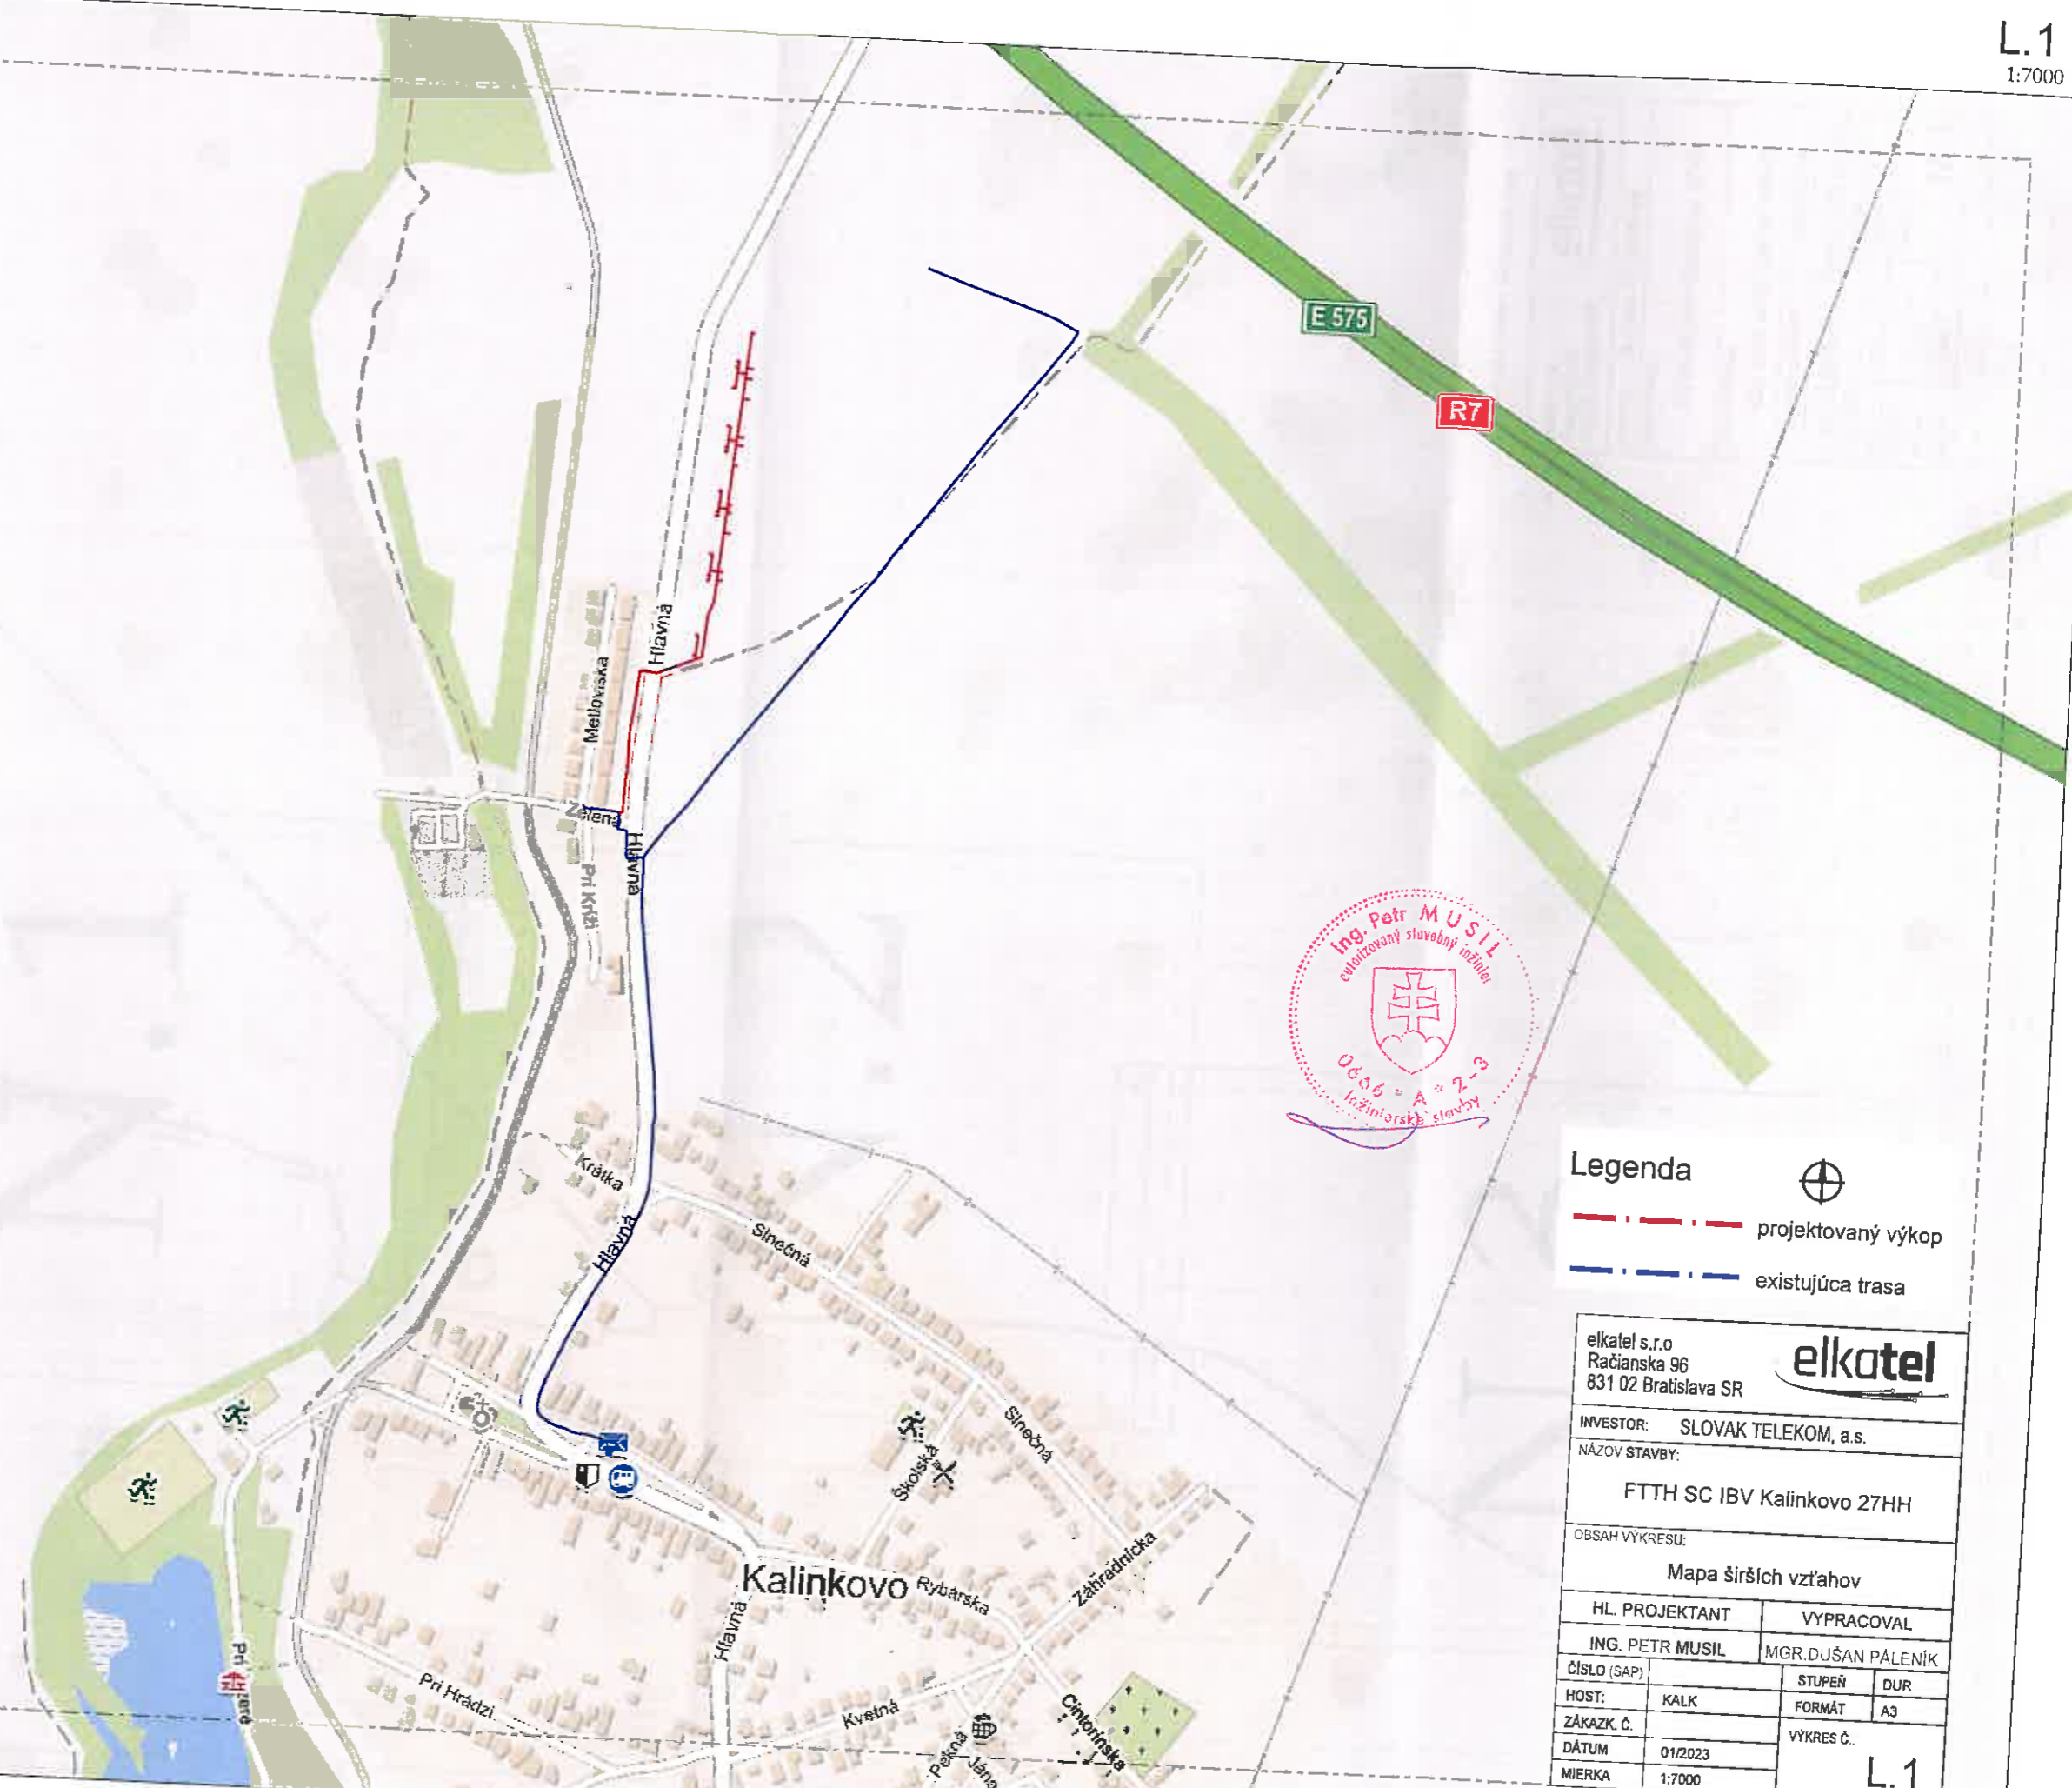 L.1
1:7000
E 575
R7
Hlavná
Metloviská
Zelená
Hlavná
Pri Kríži
Ing. Petr MUSIL
autorizovaný stavebný inžinier
0666 * A * 2-3
Inžinierske stavby
Krátka
Slnečná
Hlavná
Slnečná
Školská
Kalinkovo
Rybárska
Záhradnícka
Hlavná
Pri Hrádzi
Kvetná
Pekná
Jána
Cintorínska
Legenda
projektovaný výkop
existujúca trasa
elkatel s.r.o
Račianska 96
831 02 Bratislava SR
elkatel
INVESTOR: SLOVAK TELEKOM, a.s.
NÁZOV STAVBY:
FTTH SC IBV Kalinkovo 27HH
OBSAH VÝKRESU:
Mapa širších vzťahov
HL. PROJEKTANT VYPRACOVAL
ING. PETR MUSIL MGR.DUŠAN PÁLENÍK
ČÍSLO (SAP) STUPEŇ DUR
HOST: KALK FORMÁT A3
ZÁKAZK. Č. VÝKRES Č..
DÁTUM 01/2023 L.1
MIERKA 1:7000